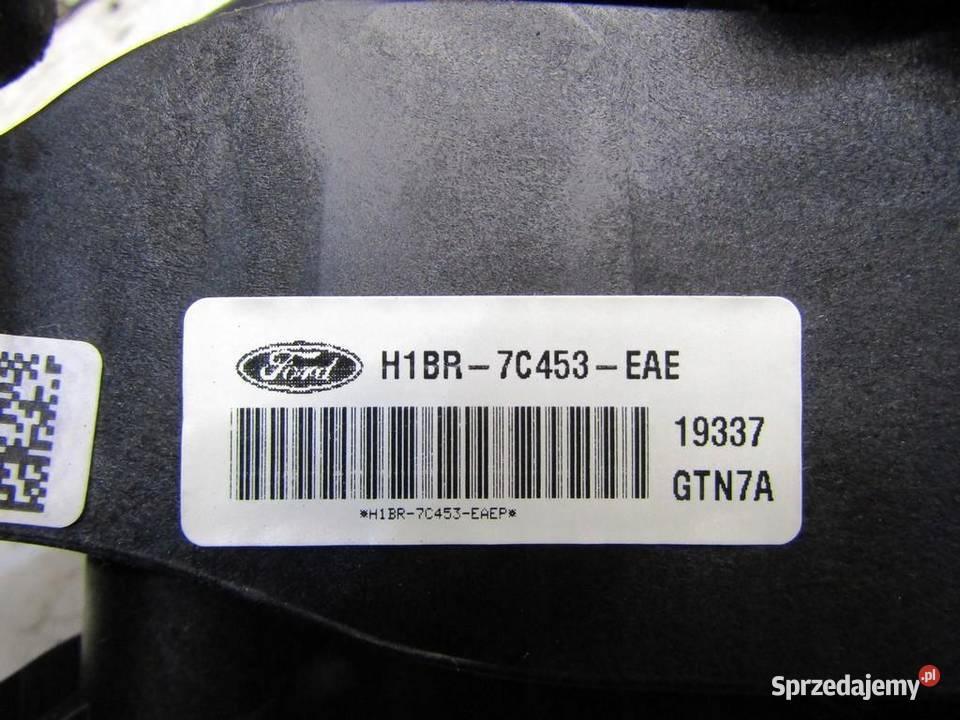 Ford H1BR-7C453-EAE
19337
GTN7A
*H1BR-7C453-EAEP*
Sprzedajemy.pl